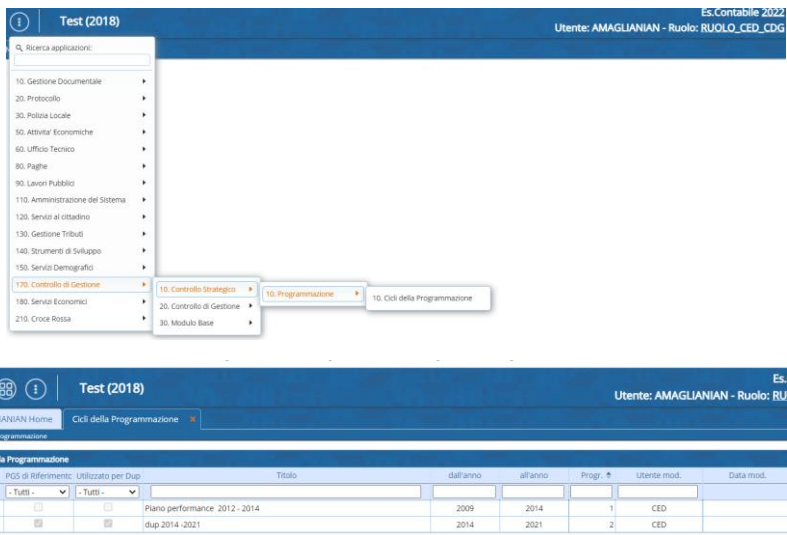 Test (2018)
Es.Contabile 2022
Utente: AMAGLIANIAN - Ruolo: RUOLO_CED_CDG
Ricerca applicazioni:
10. Gestione Documentale
20. Protocollo
30. Polizia Locale
50. Attivita' Economiche
60. Ufficio Tecnico
80. Paghe
90. Lavori Pubblici
110. Amministrazione del Sistema
120. Servizi al cittadino
130. Gestione Tributi
140. Strumenti di Sviluppo
150. Servizi Demografici
170. Controllo di Gestione
10. Controllo Strategico
10. Programmazione
10. Cicli della Programmazione
180. Servizi Economici
20. Controllo di Gestione
210. Croce Rossa
30. Modulo Base
Test (2018)
Es.
Utente: AMAGLIANIAN - Ruolo: RU
IANIAN Home
Cicli della Programmazione
rogrammazione
la Programmazione
PGS di Riferimento Utilizzato per Dup Titolo dall'anno all'anno Progr. Utente mod. Data mod.
- Tutti - - Tutti -
Piano performance 2012 - 2014 2009 2014 1 CED
dup 2014 -2021 2014 2021 2 CED